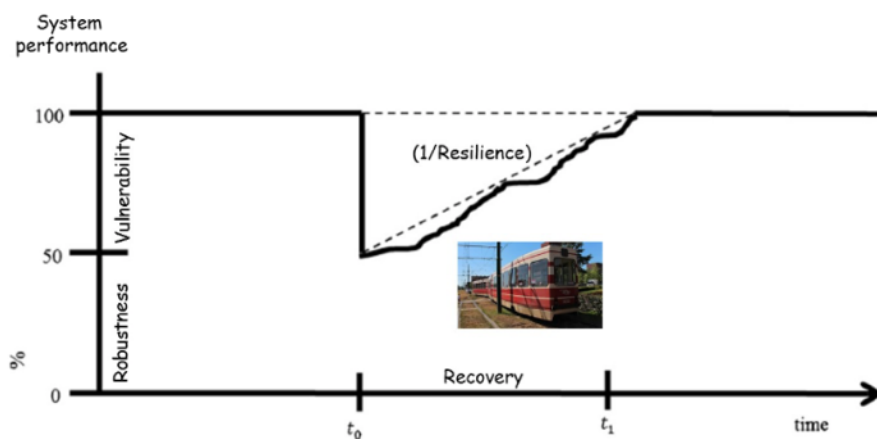 System
performance
100
Vulnerability
(1/Resilience)
50
Robustness
%
0
Recovery
t₀
t₁
time